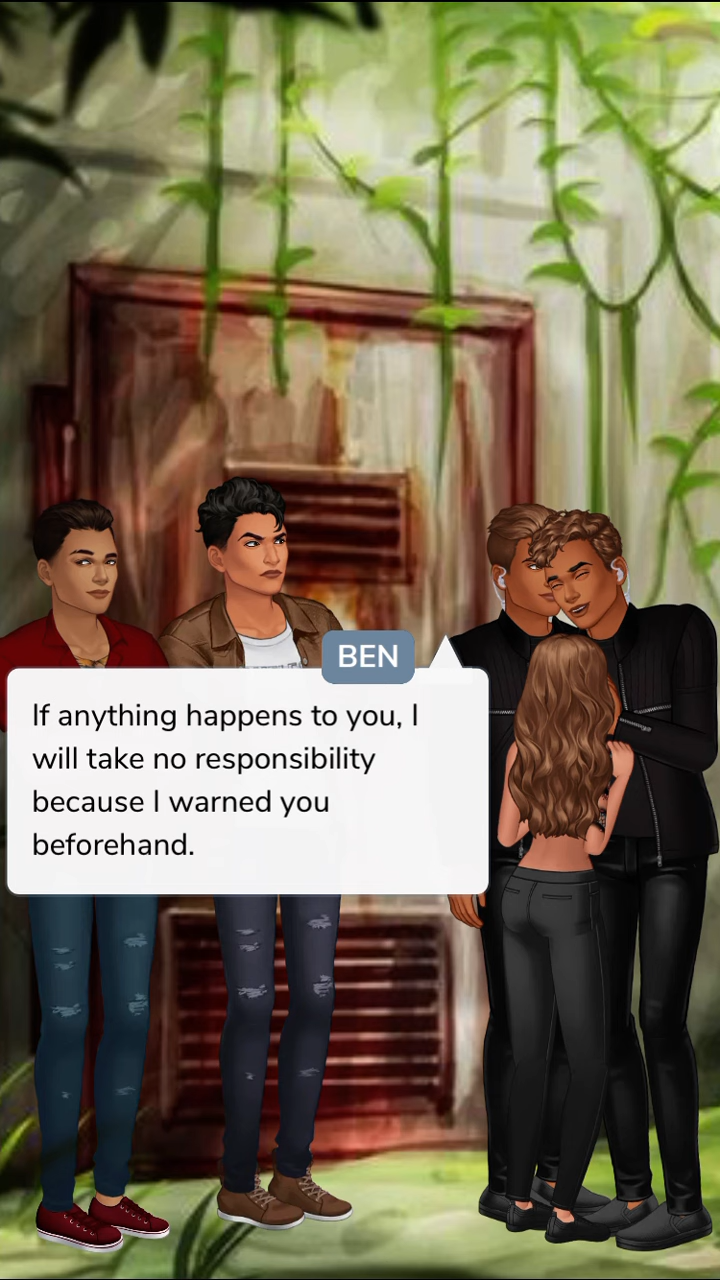 BEN
If anything happens to you, I
will take no responsibility
because I warned you
beforehand.